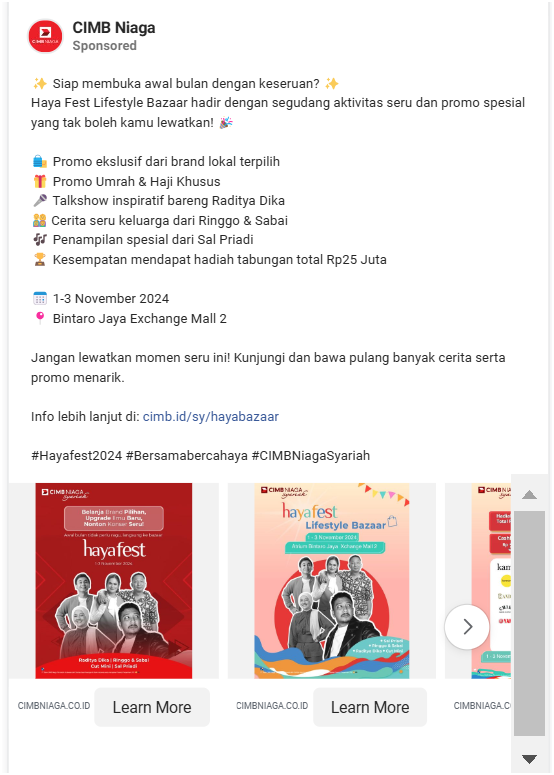 CIMB Niaga
Sponsored
✨ Siap membuka awal bulan dengan keseruan? ✨
Haya Fest Lifestyle Bazaar hadir dengan segudang aktivitas seru dan promo spesial
yang tak boleh kamu lewatkan! 🎉
🛍️ Promo ekslusif dari brand lokal terpilih
🎁 Promo Umrah & Haji Khusus
🎤 Talkshow inspiratif bareng Raditya Dika
👨‍👩‍👧‍👦 Cerita seru keluarga dari Ringgo & Sabai
🎶 Penampilan spesial dari Sal Priadi
🏆 Kesempatan mendapat hadiah tabungan total Rp25 Juta
📅 1-3 November 2024
📍 Bintaro Jaya Exchange Mall 2
Jangan lewatkan momen seru ini! Kunjungi dan bawa pulang banyak cerita serta
promo menarik.
Info lebih lanjut di: cimb.id/sy/hayabazaar
#Hayafest2024 #Bersamabercahaya #CIMBNiagaSyariah
CIMB NIAGA
syariah
Belanja Brand Pilihan,
Upgrade Ilmu Baru,
Nonton Konser Seru!
hayafest
1-3 November 2024
Raditya Dika | Ringgo & Sabai
Cut Mini | Sal Priadi
CIMB NIAGA
syariah
hayafest
Lifestyle Bazaar
1 - 3 November 2024
Atrium Bintaro Jaya Xchange Mall 2
• Sal Priadi
• Ringgo & Sabai
• Raditya Dika • Cut Mini
CIMBNIAGA.CO.ID
Learn More
CIMBNIAGA.CO.ID
Learn More
CIMBNIAGA.CO